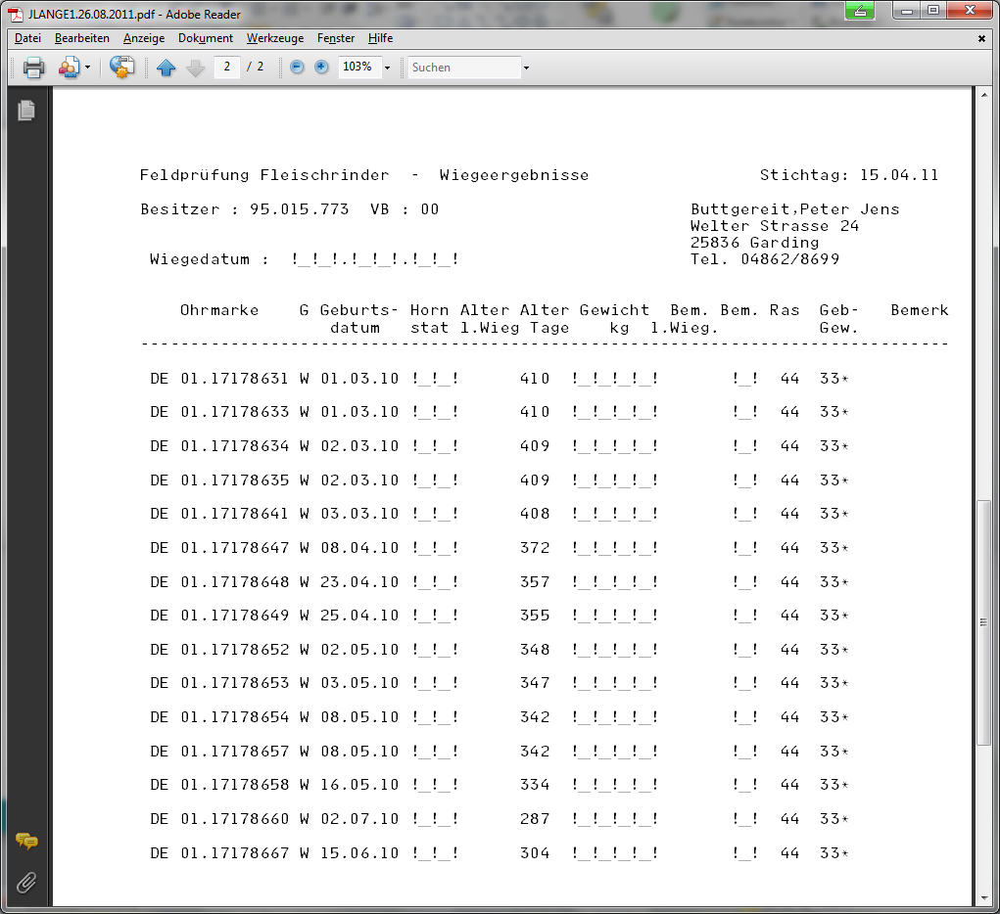 JLANGE1.26.08.2011.pdf - Adobe Reader
Datei Bearbeiten Anzeige Dokument Werkzeuge Fenster Hilfe
2 / 2 103% Suchen
Feldprüfung Fleischrinder - Wiegeergebnisse Stichtag: 15.04.11
Besitzer : 95.015.773 VB : 00 Buttgereit,Peter Jens
Welter Strasse 24
25836 Garding
Wiegedatum : !_!_!.!_!_!.!_!_! Tel. 04862/8699
Ohrmarke G Geburts- Horn Alter Alter Gewicht Bem. Bem. Ras Geb- Bemerk
datum stat l.Wieg Tage kg l.Wieg. Gew.
---------------------------------------------------------------------------------
DE 01.17178631 W 01.03.10 !_!_! 410 !_!_!_!_! !_! 44 33*
DE 01.17178633 W 01.03.10 !_!_! 410 !_!_!_!_! !_! 44 33*
DE 01.17178634 W 02.03.10 !_!_! 409 !_!_!_!_! !_! 44 33*
DE 01.17178635 W 02.03.10 !_!_! 409 !_!_!_!_! !_! 44 33*
DE 01.17178641 W 03.03.10 !_!_! 408 !_!_!_!_! !_! 44 33*
DE 01.17178647 W 08.04.10 !_!_! 372 !_!_!_!_! !_! 44 33*
DE 01.17178648 W 23.04.10 !_!_! 357 !_!_!_!_! !_! 44 33*
DE 01.17178649 W 25.04.10 !_!_! 355 !_!_!_!_! !_! 44 33*
DE 01.17178652 W 02.05.10 !_!_! 348 !_!_!_!_! !_! 44 33*
DE 01.17178653 W 03.05.10 !_!_! 347 !_!_!_!_! !_! 44 33*
DE 01.17178654 W 08.05.10 !_!_! 342 !_!_!_!_! !_! 44 33*
DE 01.17178657 W 08.05.10 !_!_! 342 !_!_!_!_! !_! 44 33*
DE 01.17178658 W 16.05.10 !_!_! 334 !_!_!_!_! !_! 44 33*
DE 01.17178660 W 02.07.10 !_!_! 287 !_!_!_!_! !_! 44 33*
DE 01.17178667 W 15.06.10 !_!_! 304 !_!_!_!_! !_! 44 33*